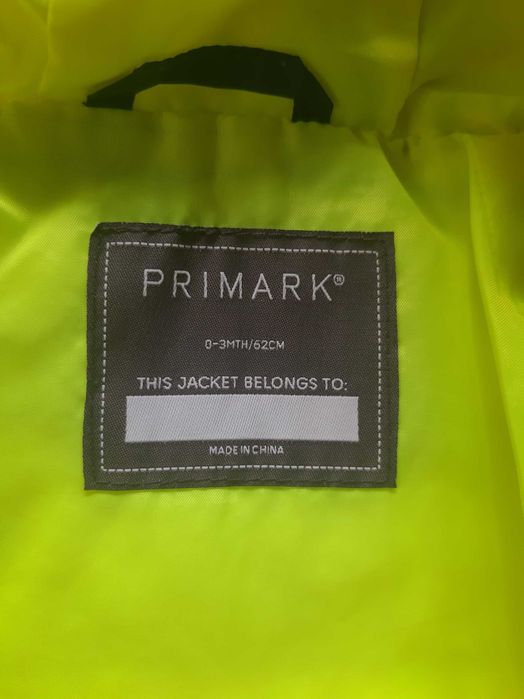 PRIMARK®
0-3MTH/62CM
THIS JACKET BELONGS TO:
MADE IN CHINA